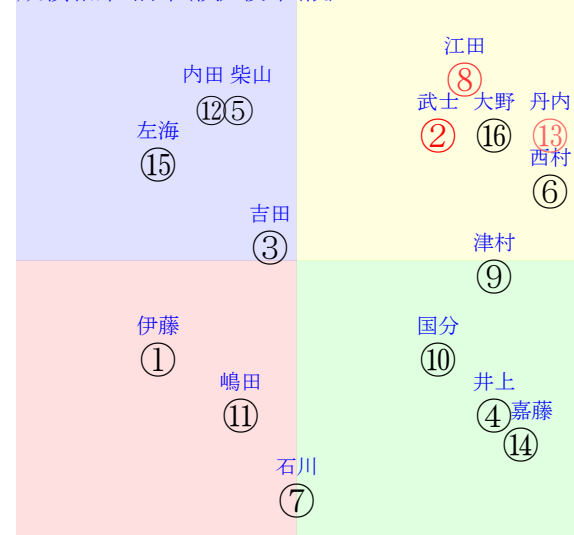 江田
⑧
内田 柴山
⑫⑤
武士 大野 丹内
② ⑯ ⑬
左海
⑮
西村
⑥
吉田
③
津村
⑨
伊藤
①
国分
⑩
嶋田
⑪
井上
④
嘉藤
⑭
石川
⑦